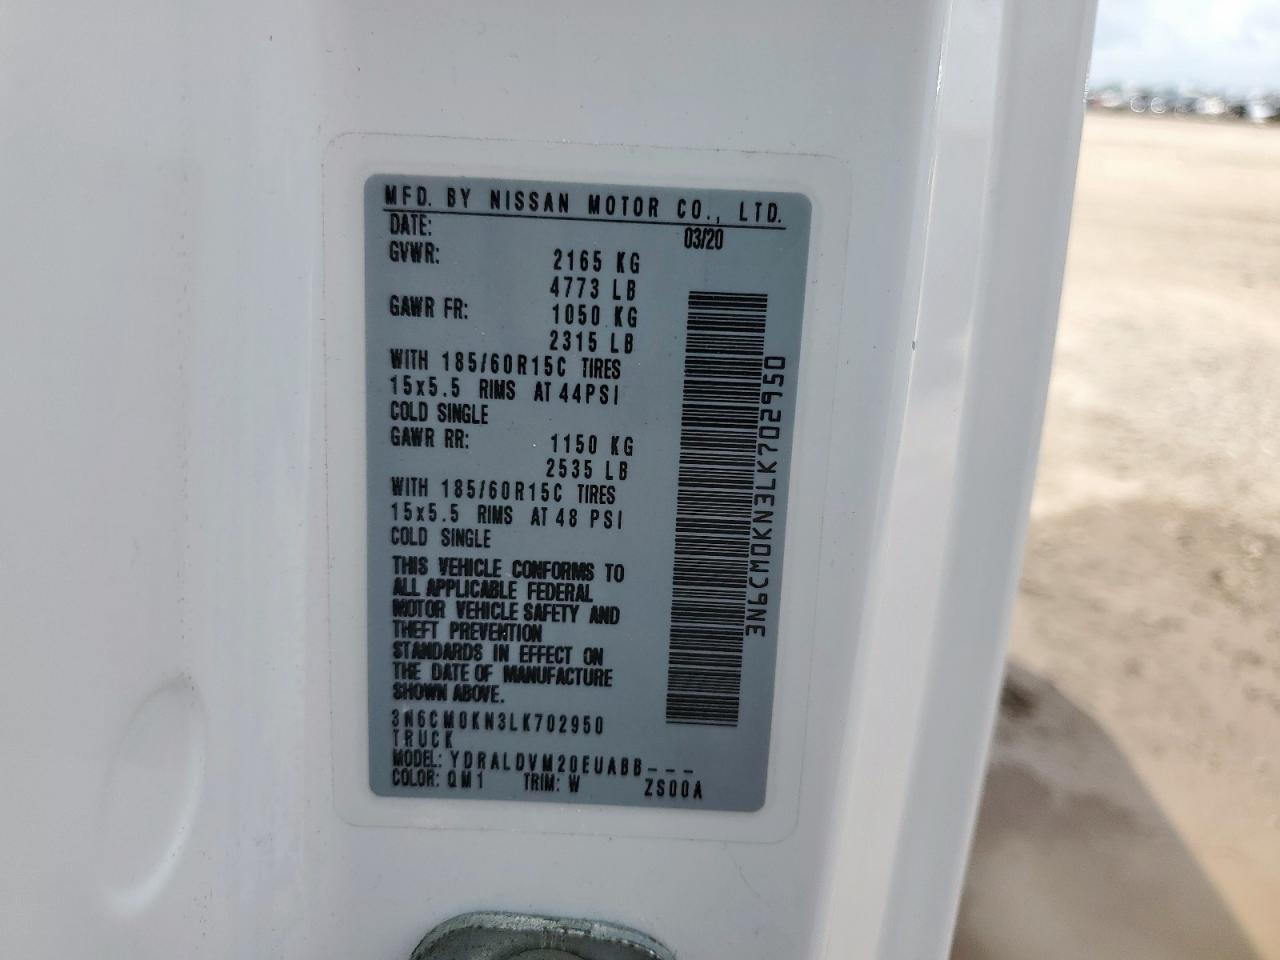 MFD. BY NISSAN MOTOR CO., LTD.
DATE: 03/20
GVWR: 2165 KG
4773 LB
GAWR FR: 1050 KG
2315 LB
WITH 185/60R15C TIRES
15x5.5 RIMS AT 44PSI
COLD SINGLE
GAWR RR: 1150 KG
2535 LB
WITH 185/60R15C TIRES
15x5.5 RIMS AT 48 PSI
COLD SINGLE
THIS VEHICLE CONFORMS TO
ALL APPLICABLE FEDERAL
MOTOR VEHICLE SAFETY AND
THEFT PREVENTION
STANDARDS IN EFFECT ON
THE DATE OF MANUFACTURE
SHOWN ABOVE.
3N6CM0KN3LK702950
TRUCK
MODEL: YDRALDVM20EUABB---
COLOR: QM1 TRIM: W ZS00A
3N6CM0KN3LK702950